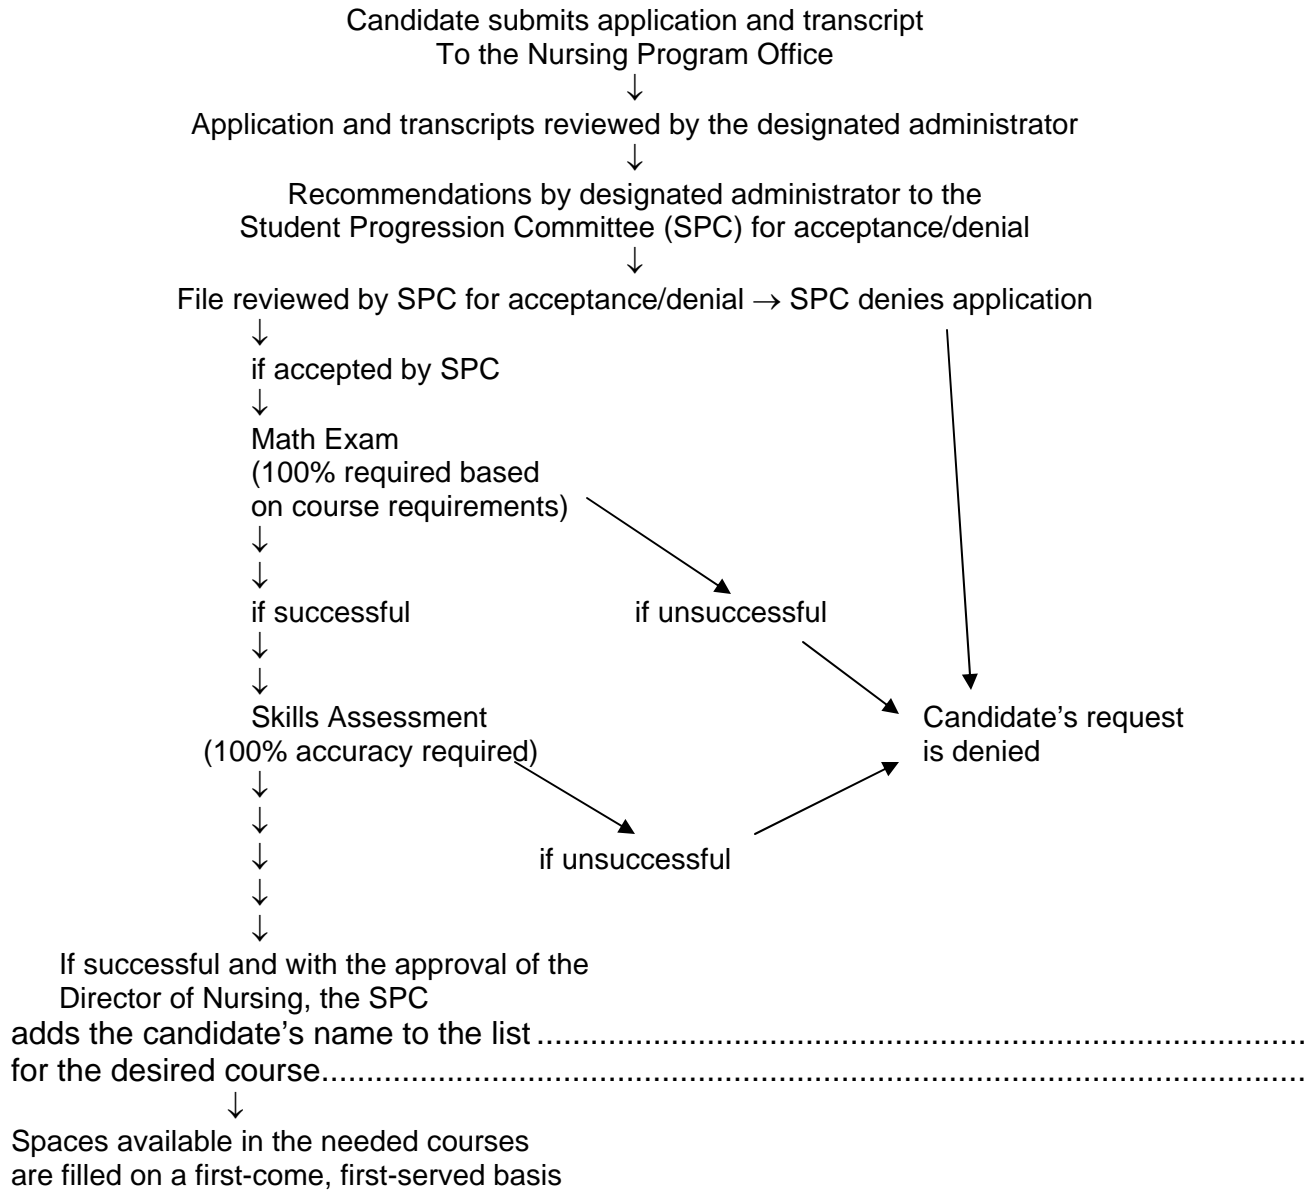 Candidate submits application and transcript
To the Nursing Program Office
↓
Application and transcripts reviewed by the designated administrator
↓
Recommendations by designated administrator to the
Student Progression Committee (SPC) for acceptance/denial
↓
File reviewed by SPC for acceptance/denial → SPC denies application
↓
if accepted by SPC
↓
Math Exam
(100% required based
on course requirements)
↓
↓
if successful if unsuccessful
↓
↓
Skills Assessment Candidate's request
(100% accuracy required) is denied
↓
↓
↓ if unsuccessful
↓
↓
If successful and with the approval of the
Director of Nursing, the SPC
adds the candidate's name to the list ..........................................................................................
for the desired course..................................................................................................................
↓
Spaces available in the needed courses
are filled on a first-come, first-served basis